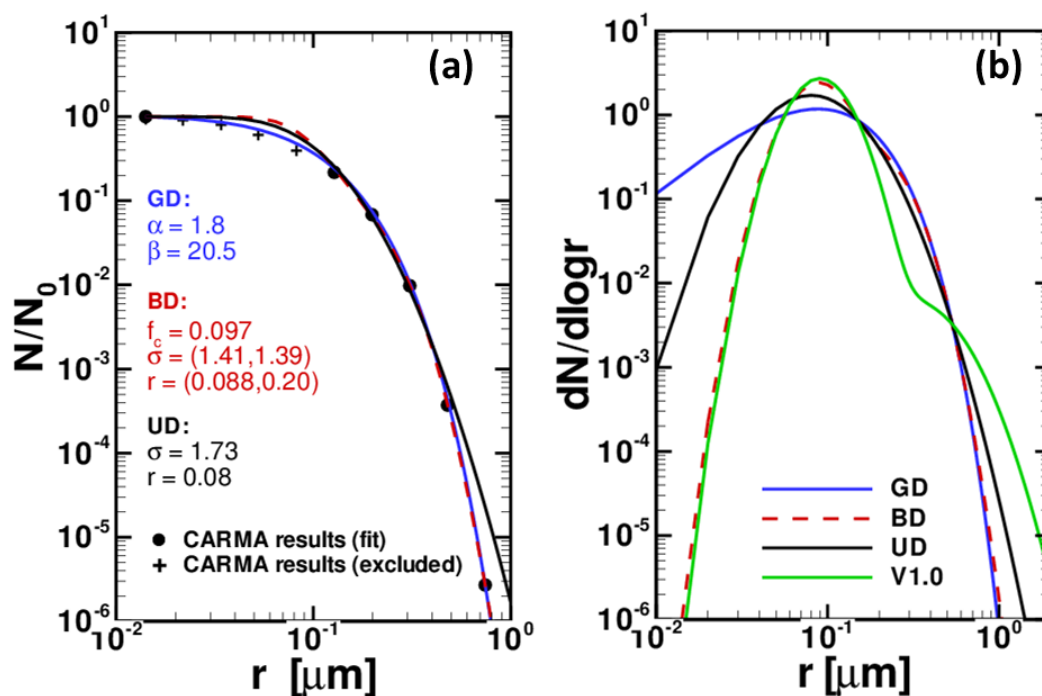 (a)
10^1
10^0
10^-1
10^-2
10^-3
10^-4
10^-5
10^-6
N/N_0
GD:
α = 1.8
β = 20.5
BD:
f_c = 0.097
σ = (1.41,1.39)
r = (0.088,0.20)
UD:
σ = 1.73
r = 0.08
CARMA results (fit)
CARMA results (excluded)
10^-2
10^-1
10^0
r [μm]
(b)
10^1
10^0
10^-1
10^-2
10^-3
10^-4
10^-5
10^-6
dN/dlogr
GD
BD
UD
V1.0
10^-2
10^-1
10^0
r [μm]